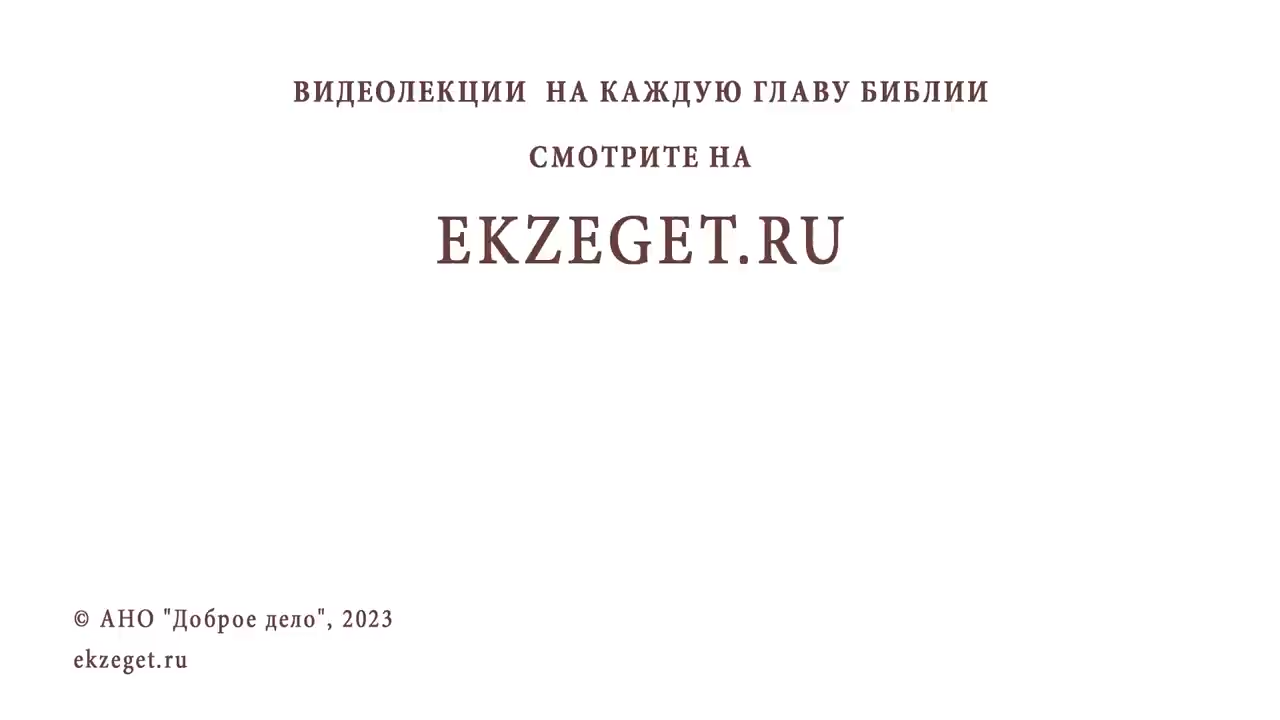 ВИДЕОЛЕКЦИИ НА КАЖДУЮ ГЛАВУ БИБЛИИ
СМОТРИТЕ НА
EKZEGET.RU
© АНО "Доброе дело", 2023
ekzeget.ru